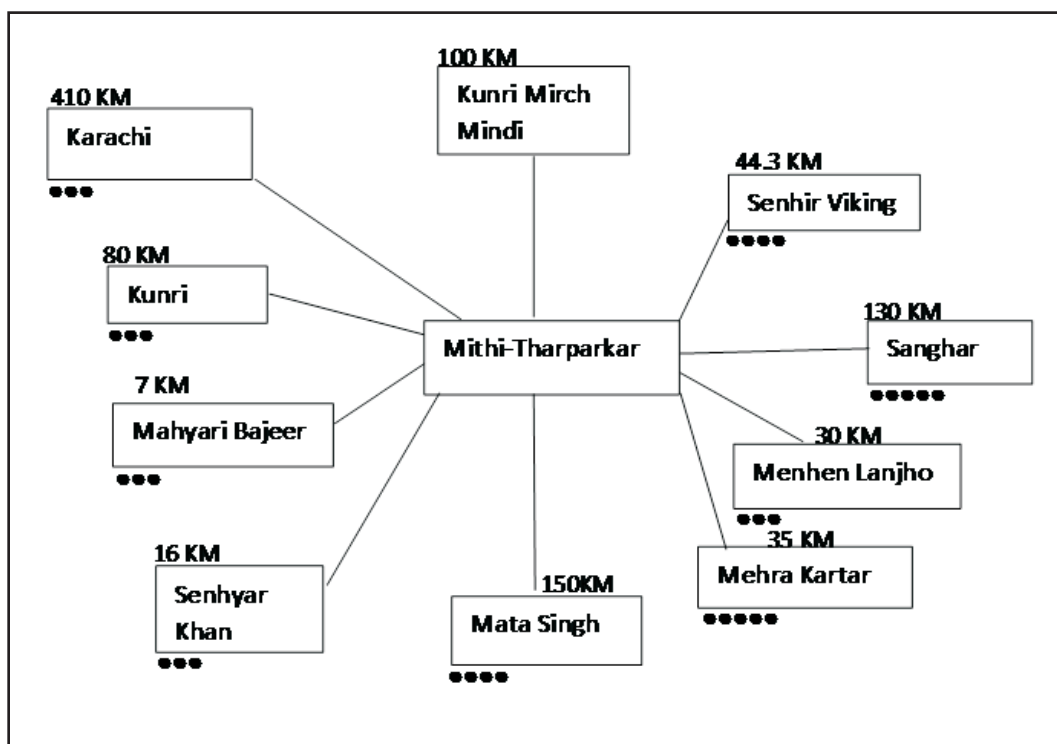 100 KM
Kunri Mirch
Mindi
410 KM
Karachi
44.3 KM
Senhir Viking
80 KM
Kunri
130 KM
Sanghar
Mithi-Tharparkar
7 KM
Mahyari Bajeer
30 KM
Menhen Lanjho
35 KM
Mehra Kartar
16 KM
Senhyar
Khan
150KM
Mata Singh